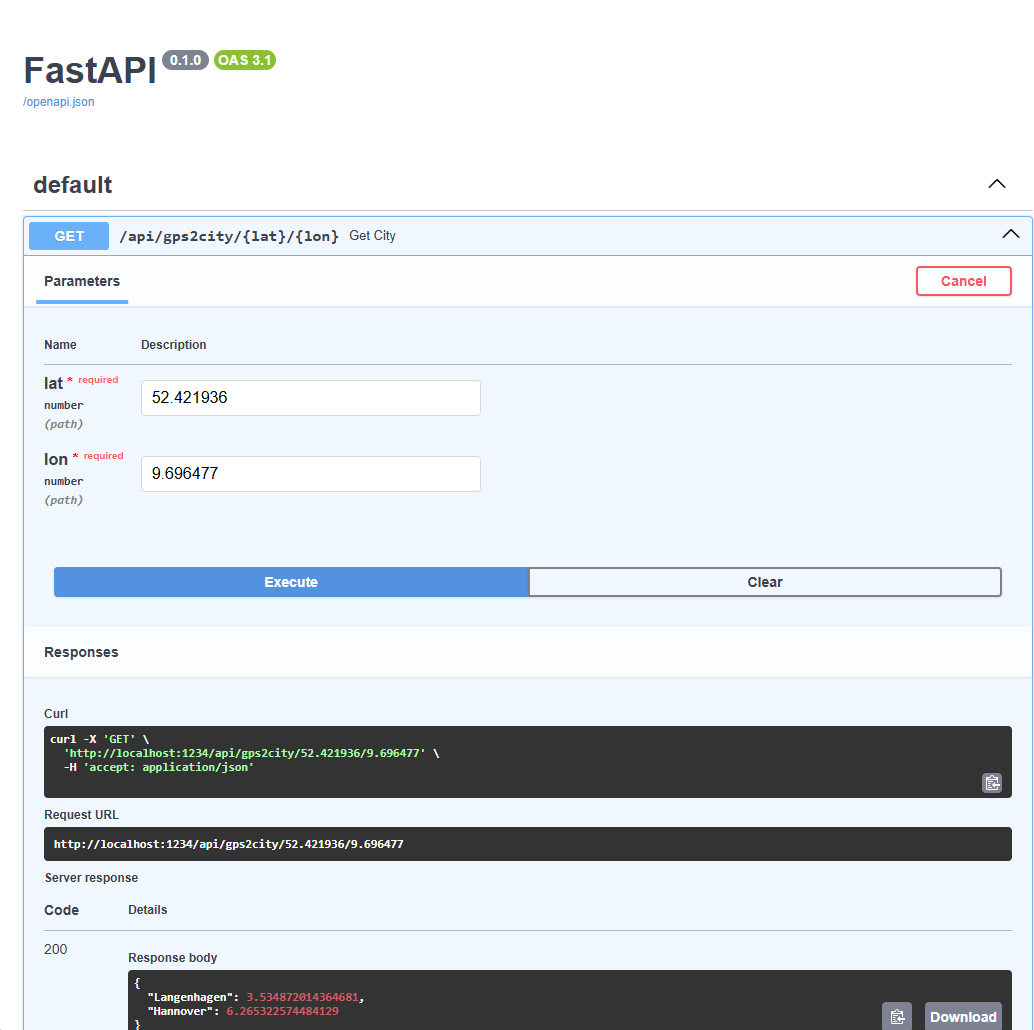 FastAPI 0.1.0 OAS 3.1
/openapi.json
default
GET /api/gps2city/{lat}/{lon} Get City
Parameters Cancel
Name Description
lat * required
number
(path)
52.421936
lon * required
number
(path)
9.696477
Execute Clear
Responses
Curl
curl -X 'GET' \
  'http://localhost:1234/api/gps2city/52.421936/9.696477' \
  -H 'accept: application/json'
Request URL
http://localhost:1234/api/gps2city/52.421936/9.696477
Server response
Code Details
200
Response body
{
  "Langenhagen": 3.534872014364681,
  "Hannover": 6.265322574484129
}
Download